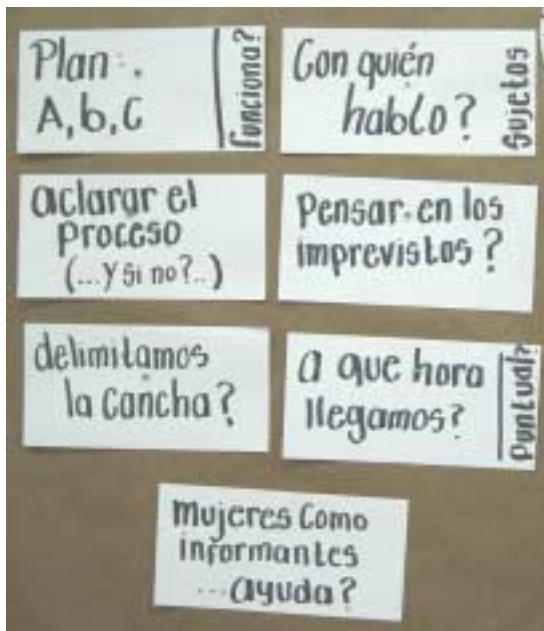 Plan..
A, b, C
funciona?
Con quién
hablo?
Sujetos
aclarar el
proceso
(...y si no?..)
Pensar en los
imprevistos?
delimitamos
la Cancha?
a que hora
llegamos?
Puntual?
Mujeres Como
informantes
...ayuda?